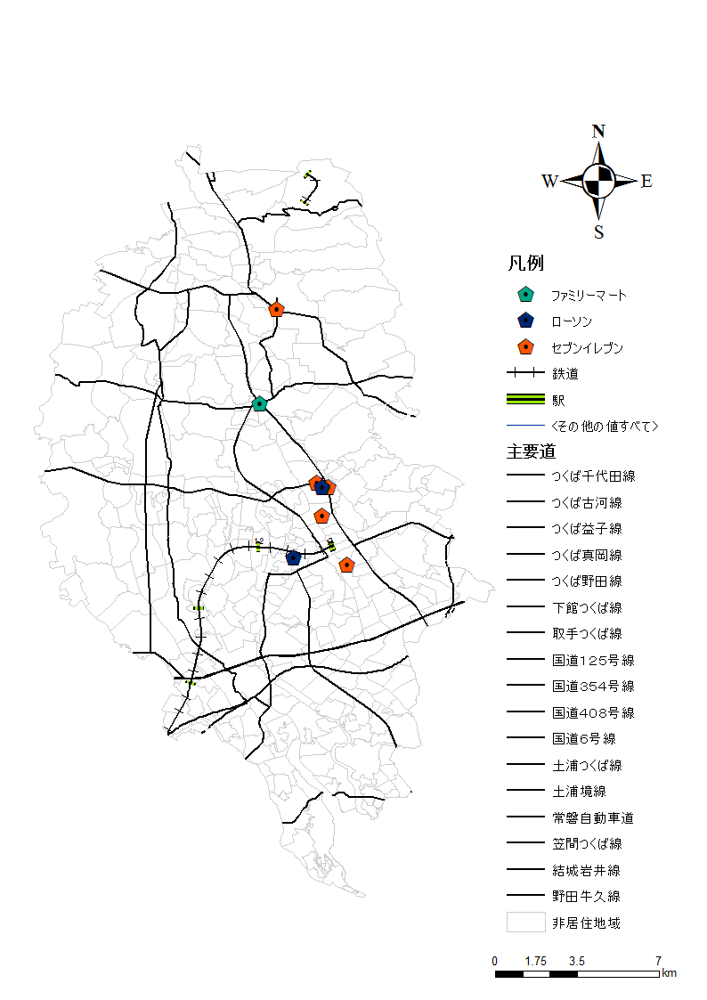 N
W E
S
凡例
ファミリーマート
ローソン
セブンイレブン
鉄道
駅
<その他の値すべて>
主要道
つくば千代田線
つくば古河線
つくば益子線
つくば真岡線
つくば野田線
下館つくば線
取手つくば線
国道125号線
国道354号線
国道408号線
国道6号線
土浦つくば線
土浦境線
常磐自動車道
笠間つくば線
結城岩井線
野田牛久線
非居住地域
0 1.75 3.5 7
km